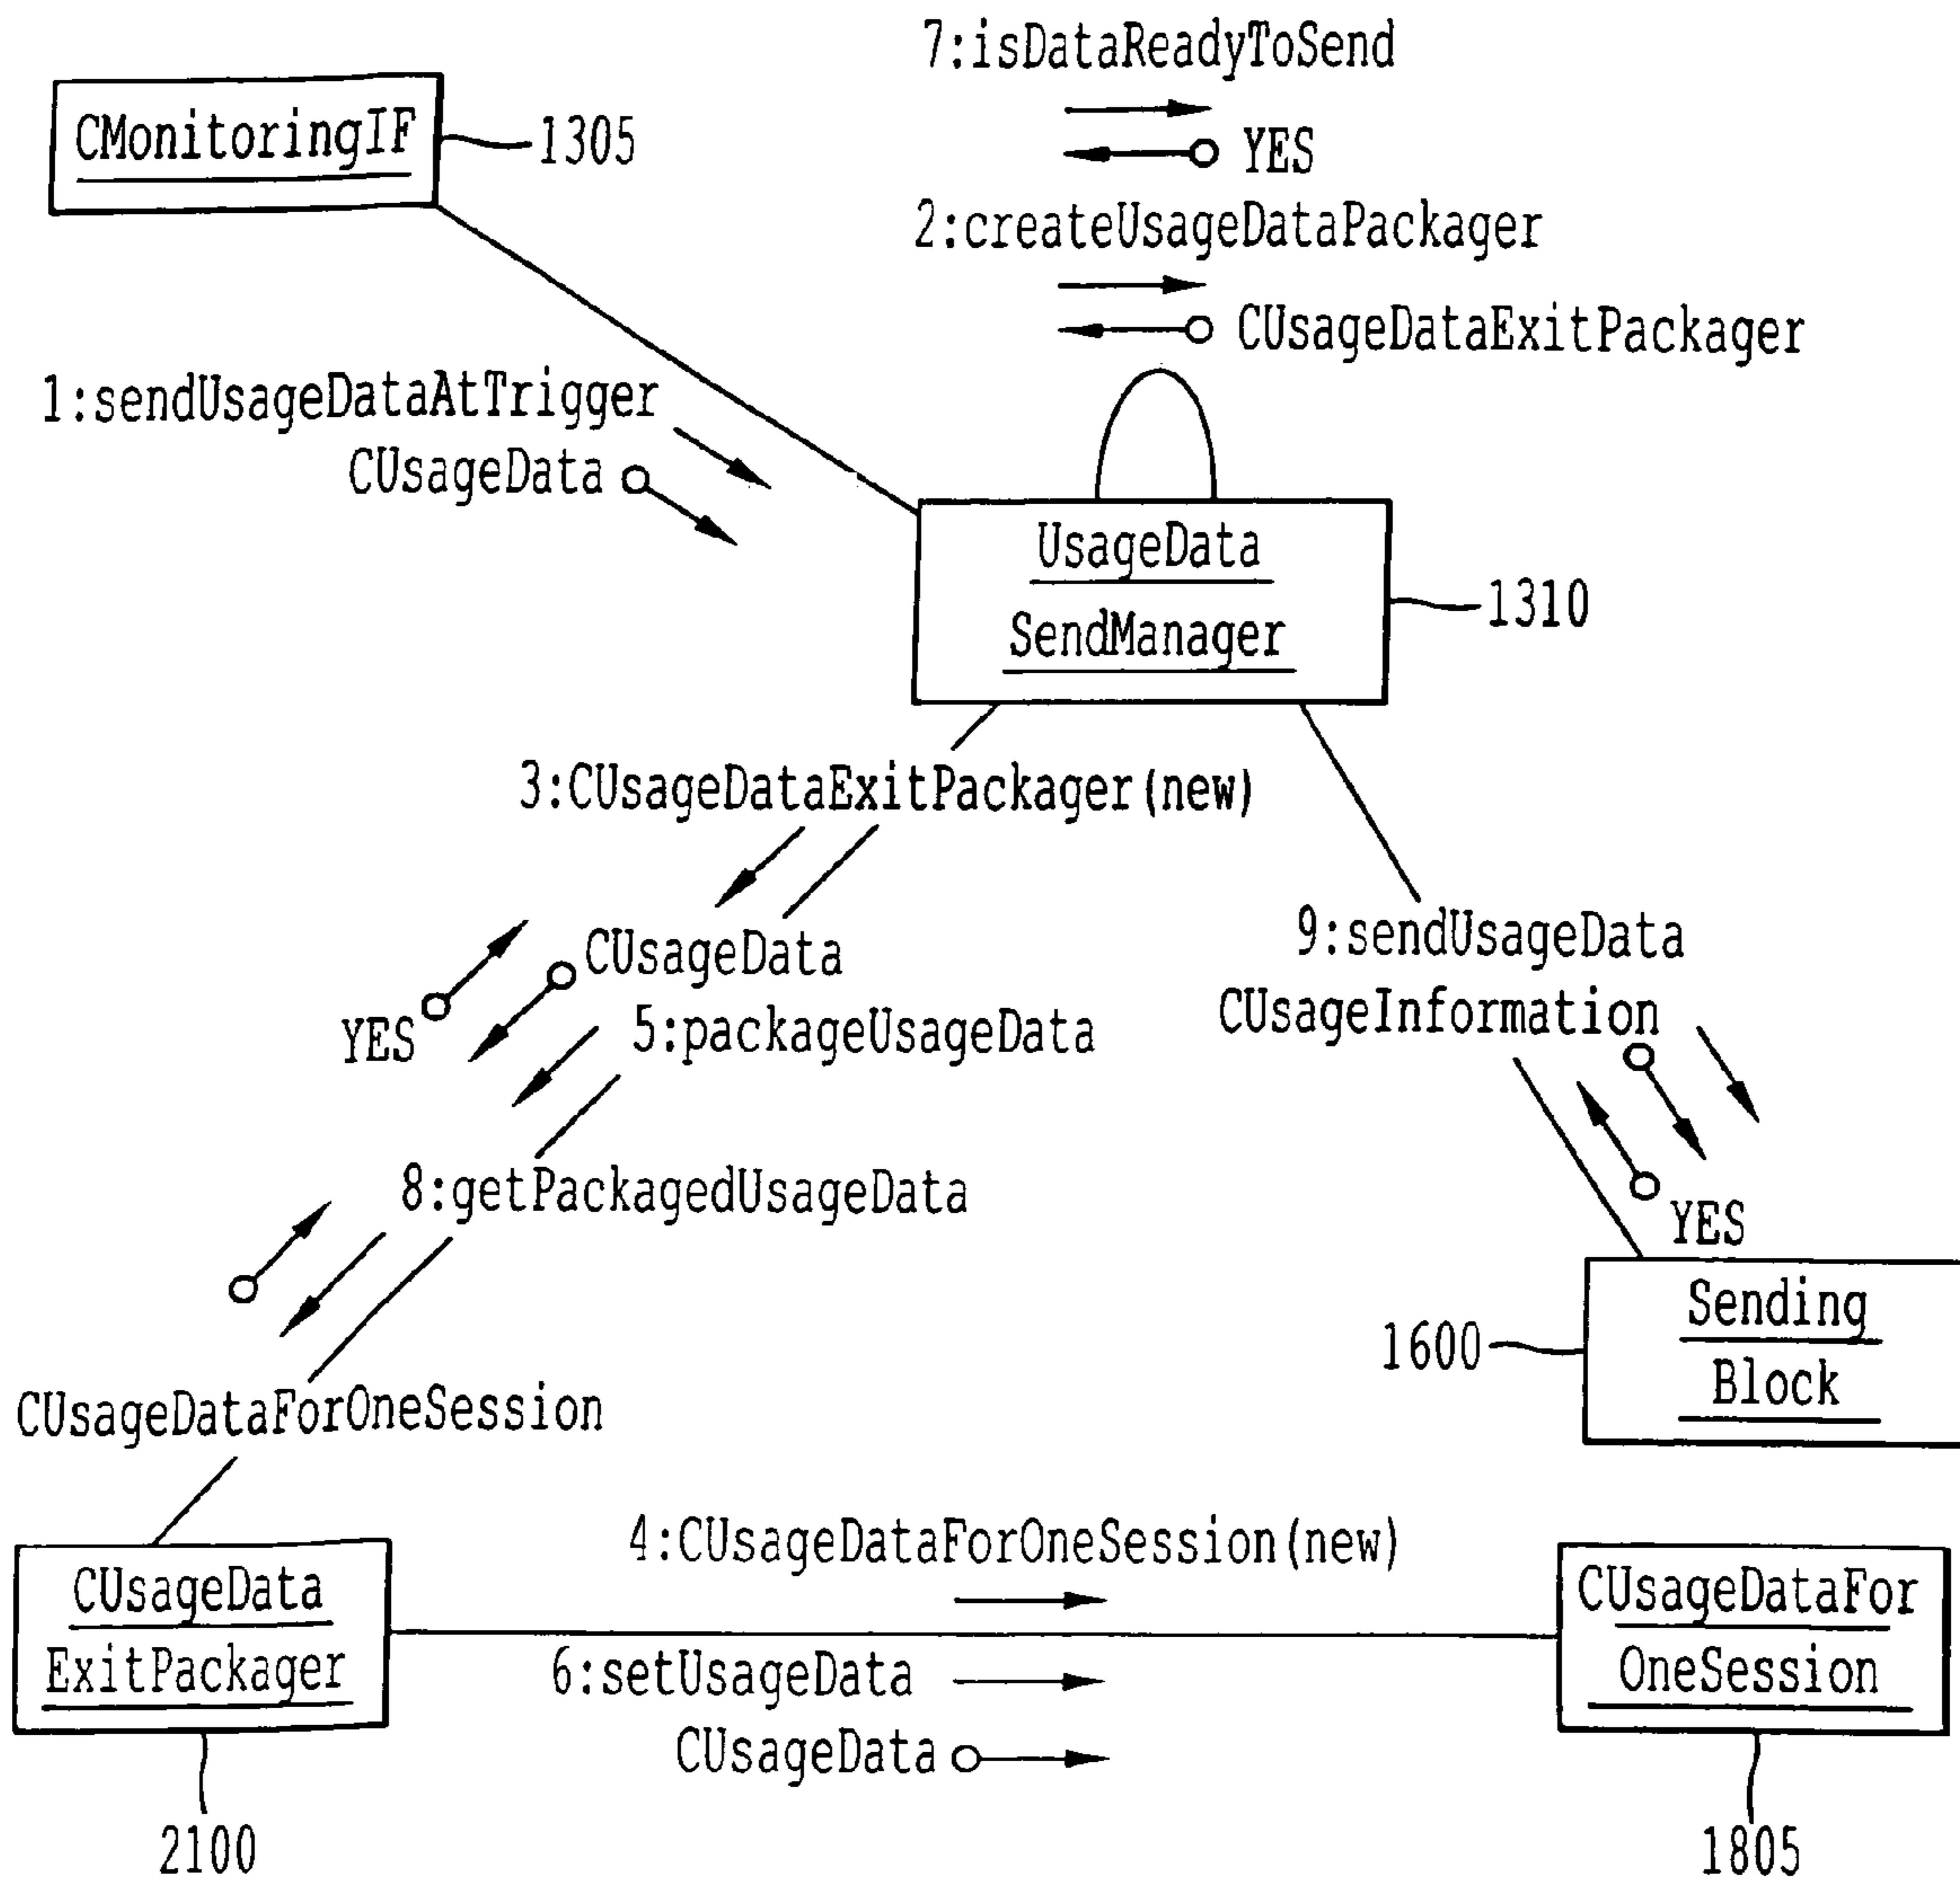 7:isDataReadyToSend
CMonitoringIF
1305
YES
2:createUsageDataPackager
CUsageDataExitPackager
1:sendUsageDataAtTrigger
CUsageData
UsageData
SendManager
1310
3:CUsageDataExitPackager(new)
CUsageData
YES
5:packageUsageData
9:sendUsageData
CUsageInformation
8:getPackagedUsageData
YES
Sending
Block
1600
CUsageDataForOneSession
4:CUsageDataForOneSession(new)
CUsageData
ExitPackager
CUsageDataFor
OneSession
6:setUsageData
CUsageData
2100
1805